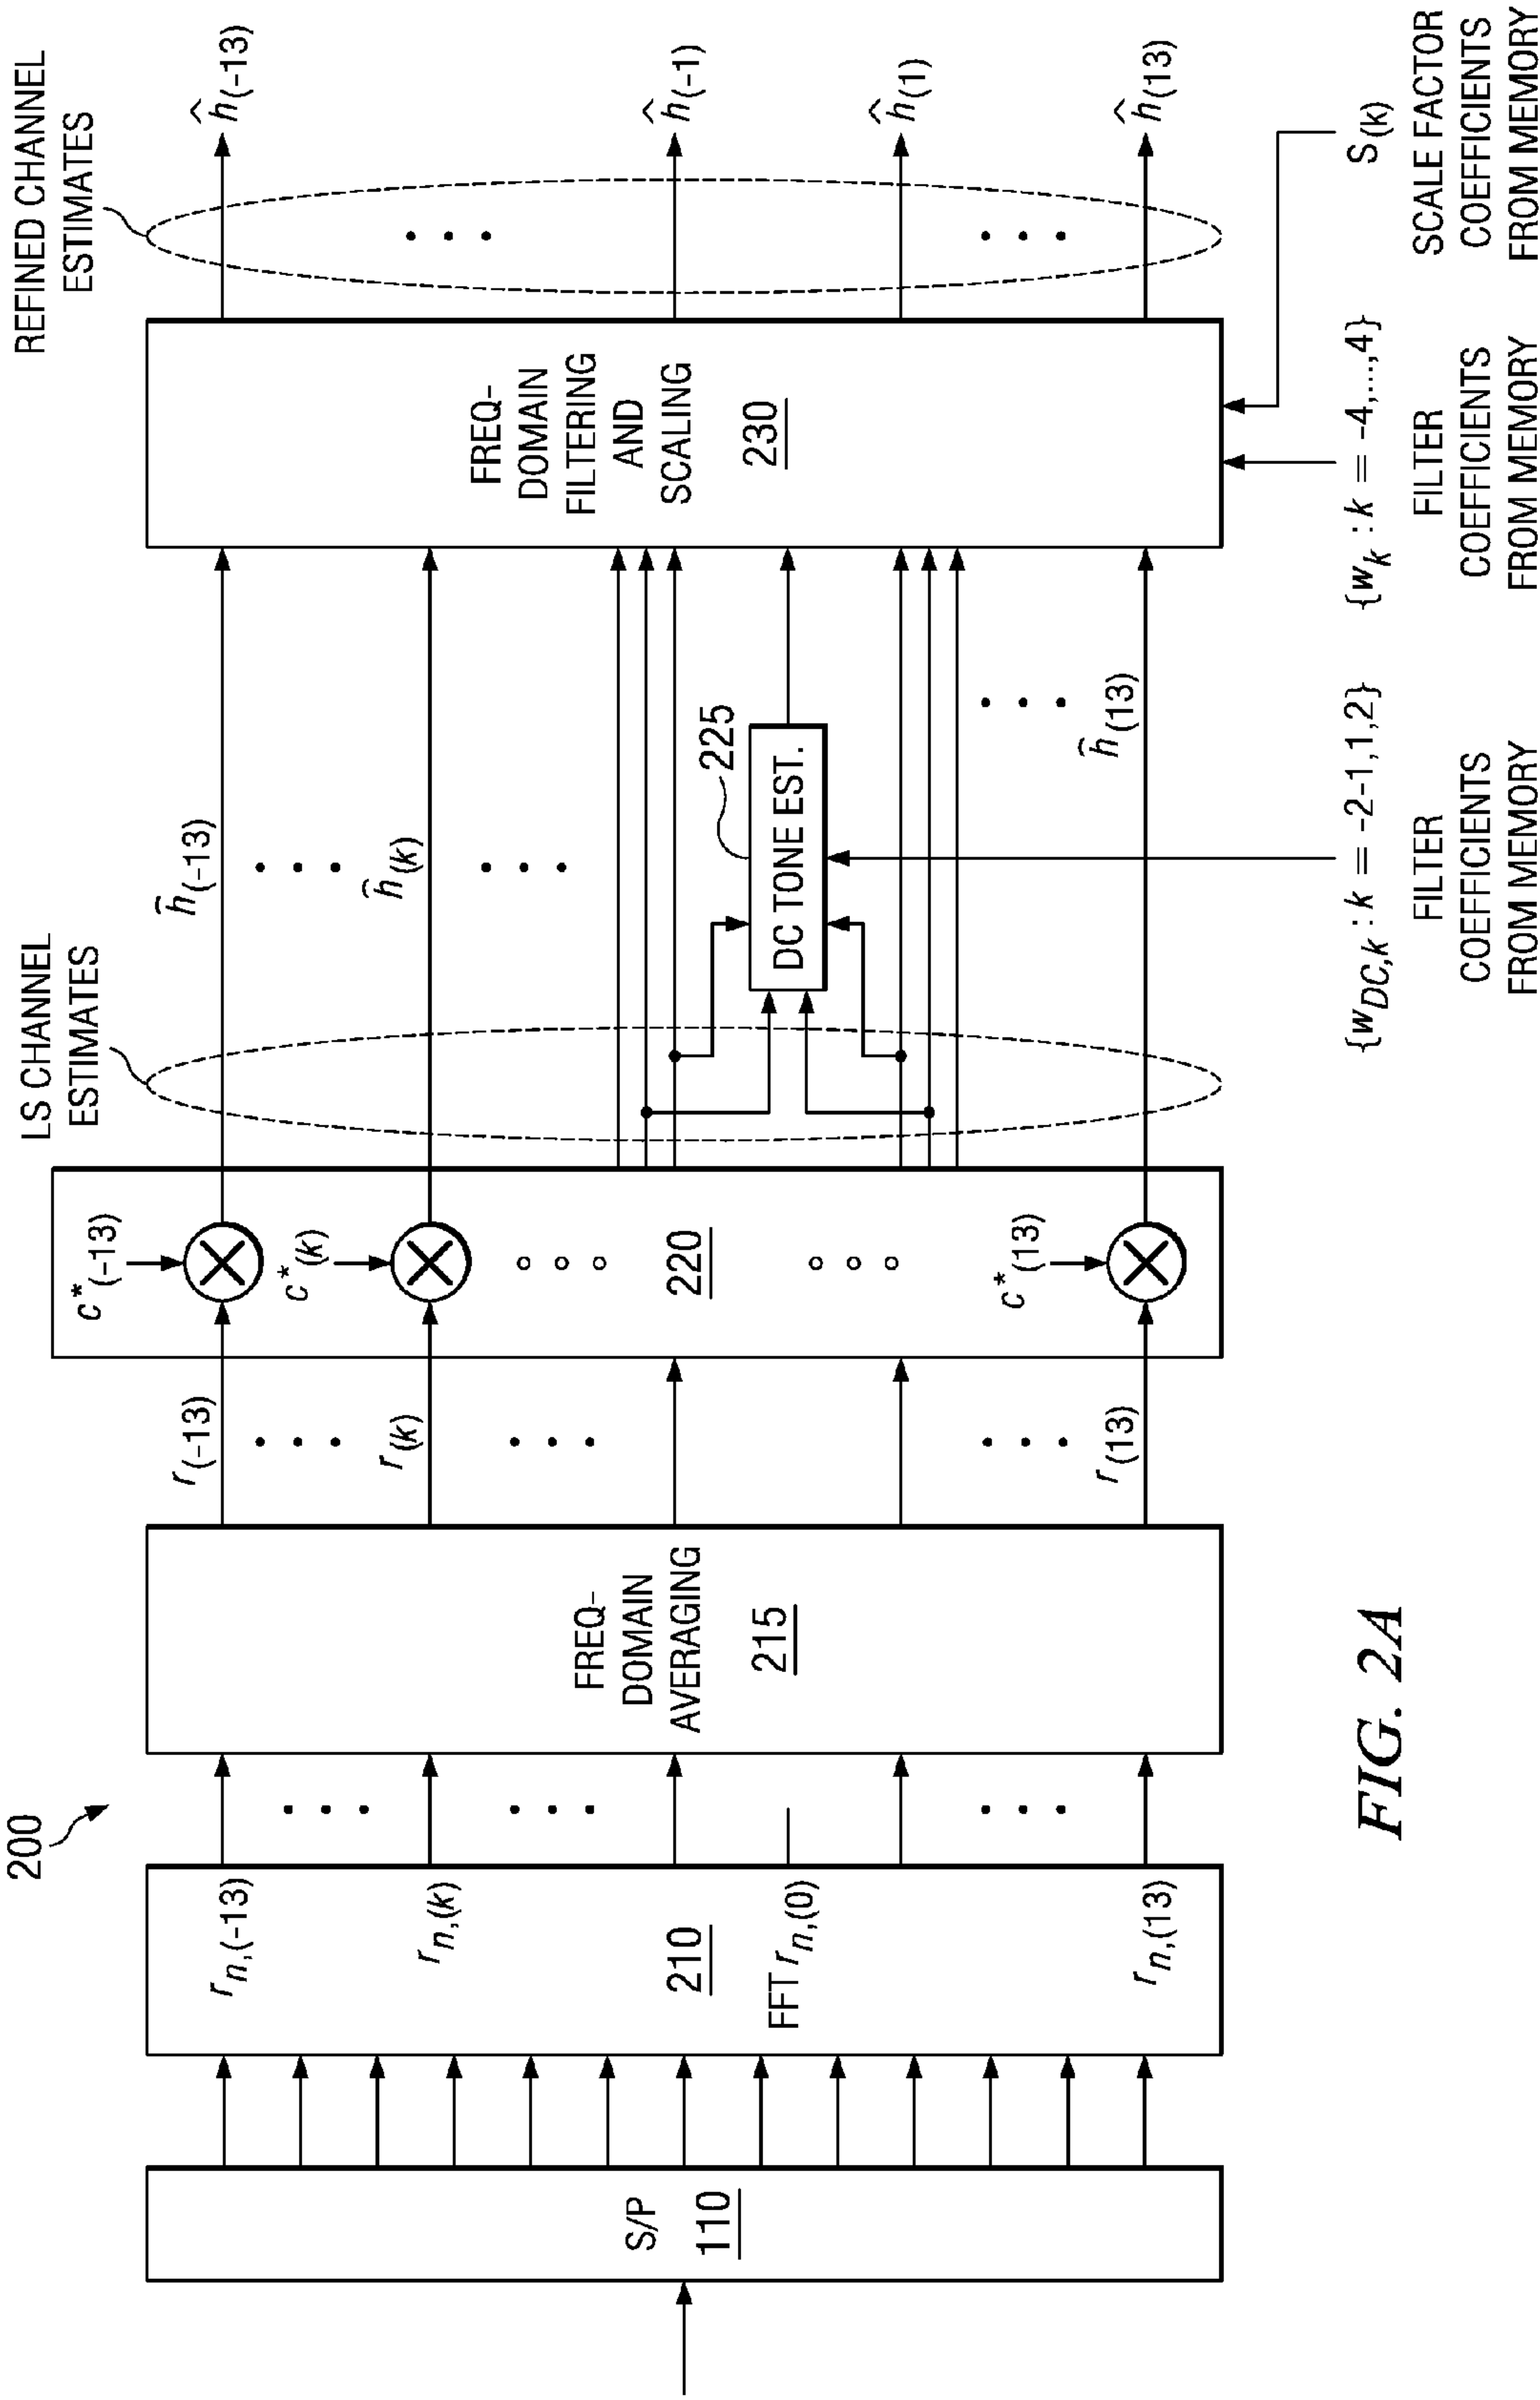 200
S/P
110
r_{n,(-13)}
r_{n,(k)}
210
FFT r_{n,(0)}
r_{n,(13)}
FREQ-
DOMAIN
AVERAGING
215
r_{(-13)}
r_{(k)}
r_{(13)}
c*_{(-13)}
c*_{(k)}
220
c*_{(13)}
LS CHANNEL
ESTIMATES
ĥ_{(-13)}
ĥ_{(k)}
225
DC TONE EST.
ĥ_{(13)}
{w_{DC,k} : k = -2-1,1,2}
FILTER
COEFFICIENTS
FROM MEMORY
FREQ-
DOMAIN
FILTERING
AND
SCALING
230
{w_k : k = -4,...,4}
FILTER
COEFFICIENTS
FROM MEMORY
REFINED CHANNEL
ESTIMATES
ĥ_{(-13)}
ĥ_{(-1)}
ĥ_{(1)}
ĥ_{(13)}
S_{(k)}
SCALE FACTOR
COEFFICIENTS
FROM MEMORY
FIG. 2A